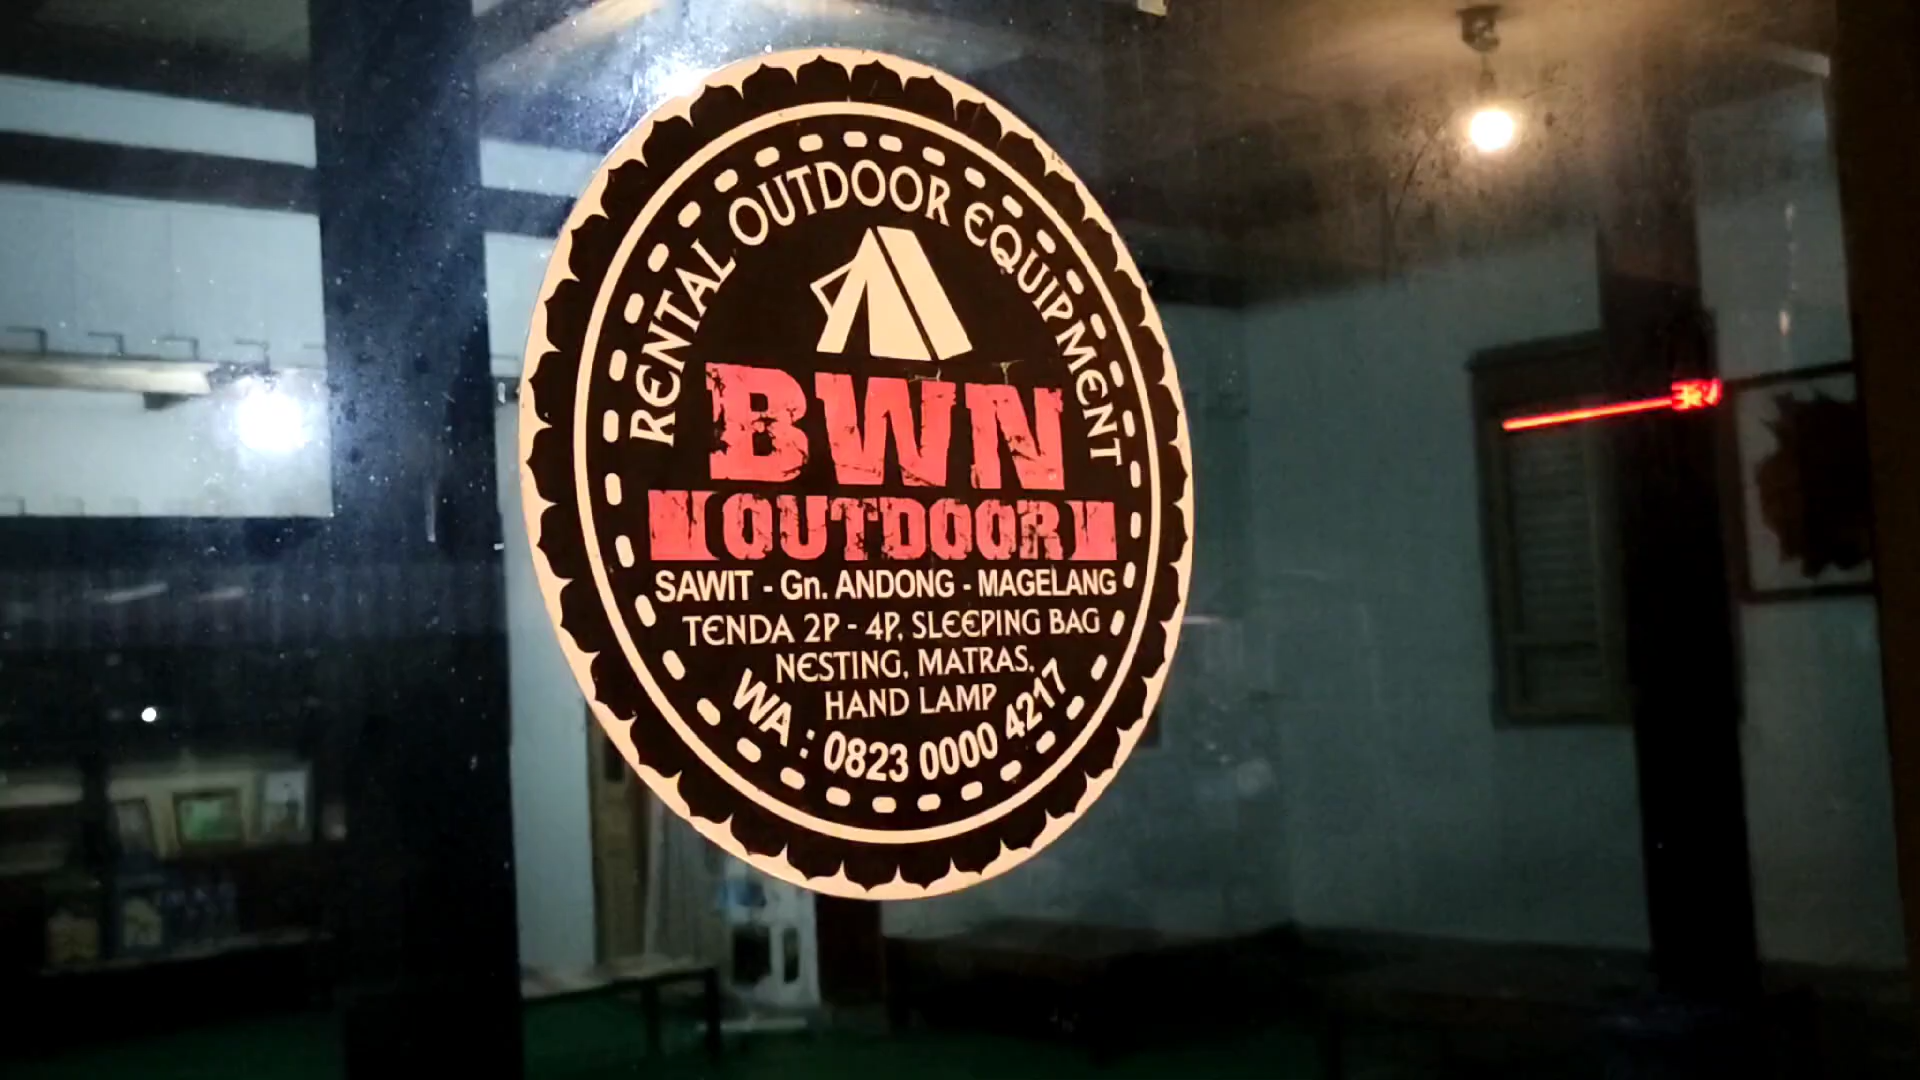 RENTAL OUTDOOR EQUIPMENT
BWN
OUTDOOR
SAWIT - Gn. ANDONG - MAGELANG
TENDA 2P - 4P, SLEEPING BAG
NESTING, MATRAS,
HAND LAMP
WA : 0823 0000 4217